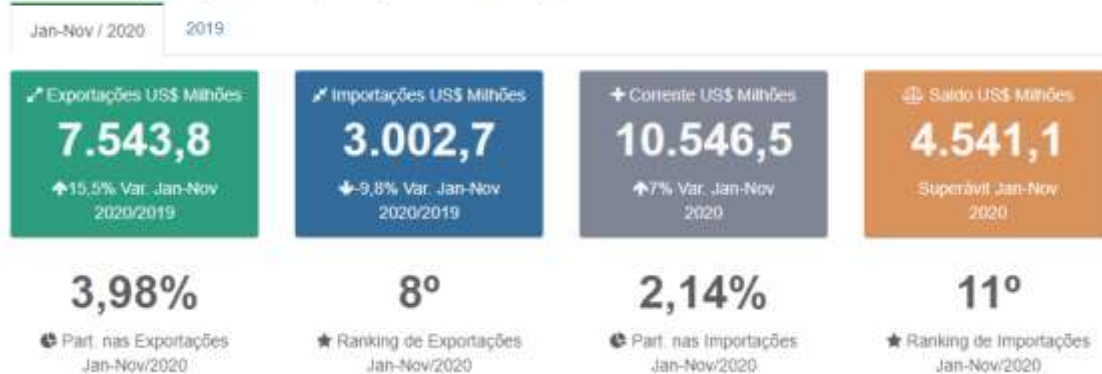 Jan-Nov / 2020
2019
Exportações US$ Milhões
7.543,8
15,5% Var. Jan-Nov
2020/2019
Importações US$ Milhões
3.002,7
-9,8% Var. Jan-Nov
2020/2019
Corrente US$ Milhões
10.546,5
7% Var. Jan-Nov
2020
Saldo US$ Milhões
4.541,1
Superávit Jan-Nov
2020
3,98%
Part. nas Exportações
Jan-Nov/2020
8º
Ranking de Exportações
Jan-Nov/2020
2,14%
Part. nas Importações
Jan-Nov/2020
11º
Ranking de Importações
Jan-Nov/2020